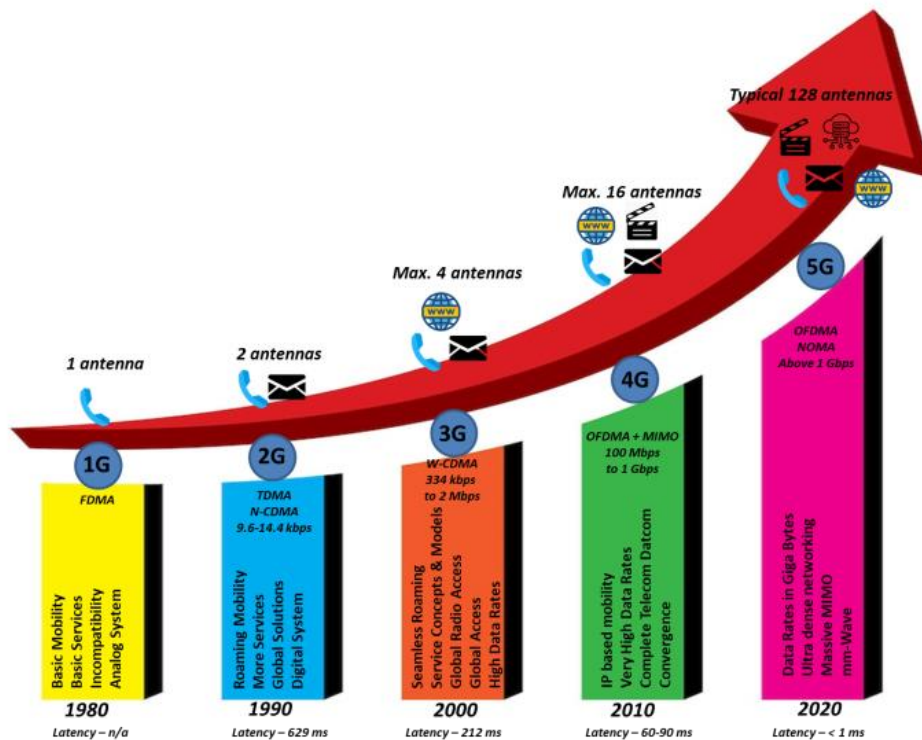 Typical 128 antennas
WWW
Max. 16 antennas
WWW
Max. 4 antennas
WWW
2 antennas
1 antenna
1G
FDMA
Basic Mobility
Basic Services
Incompatibility
Analog System
1980
Latency – n/a
2G
TDMA
N-CDMA
9.6-14.4 kbps
Roaming Mobility
More Services
Global Solutions
Digital System
1990
Latency – 629 ms
3G
W-CDMA
334 kbps
to 2 Mbps
Seamless Roaming
Service Concepts & Models
Global Radio Access
Global Access
High Data Rates
2000
Latency – 212 ms
4G
OFDMA + MIMO
100 Mbps
to 1 Gbps
IP based mobility
Very High Data Rates
Complete Telecom Datcom
Convergence
2010
Latency – 60-90 ms
5G
OFDMA
NOMA
Above 1 Gbps
Data Rates in Giga Bytes
Ultra dense networking
Massive MIMO
mm-Wave
2020
Latency – < 1 ms